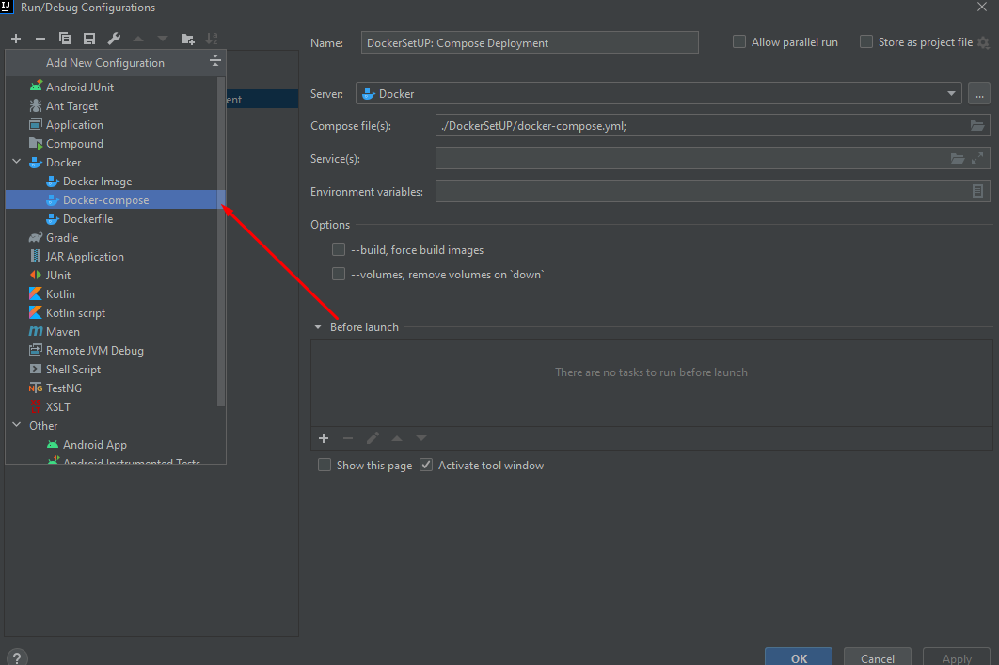 IJ
Run/Debug Configurations
Add New Configuration
Android JUnit
Ant Target
Application
Compound
Docker
Docker Image
Docker-compose
Dockerfile
Gradle
JAR Application
JUnit
Kotlin
Kotlin script
Maven
Remote JVM Debug
Shell Script
TestNG
XSLT
Other
Android App
Android Instrumented Tests
ent
Name: DockerSetUP: Compose Deployment
Allow parallel run
Store as project file
Server: Docker
...
Compose file(s): ./DockerSetUP/docker-compose.yml;
Service(s):
Environment variables:
Options
--build, force build images
--volumes, remove volumes on `down`
Before launch
There are no tasks to run before launch
Show this page
Activate tool window
?
OK
Cancel
Apply